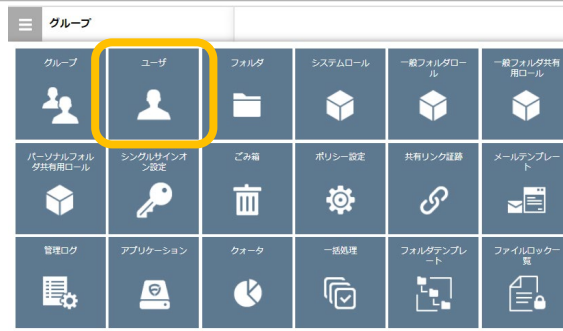 グループ
グループ
ユーザ
フォルダ
システムロール
一般フォルダロー
ル
一般フォルダ共有
用ロール
パーソナルフォル
ダ共有用ロール
シングルサインオ
ン設定
ごみ箱
ポリシー設定
共有リンク証跡
メールテンプレー
ト
管理ログ
アプリケーション
クォータ
一括処理
フォルダテンプレ
ート
ファイルロック一
覧